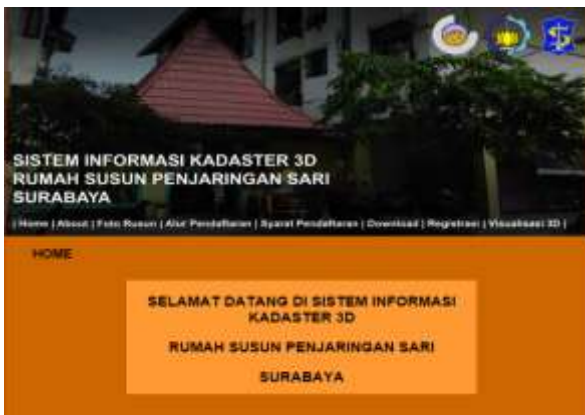 SISTEM INFORMASI KADASTER 3D
RUMAH SUSUN PENJARINGAN SARI
SURABAYA
| Home | About | Foto Rusun | Alur Pendaftaran | Syarat Pendaftaran | Download | Registrasi | Visualisasi 3D |
HOME
SELAMAT DATANG DI SISTEM INFORMASI
KADASTER 3D
RUMAH SUSUN PENJARINGAN SARI
SURABAYA